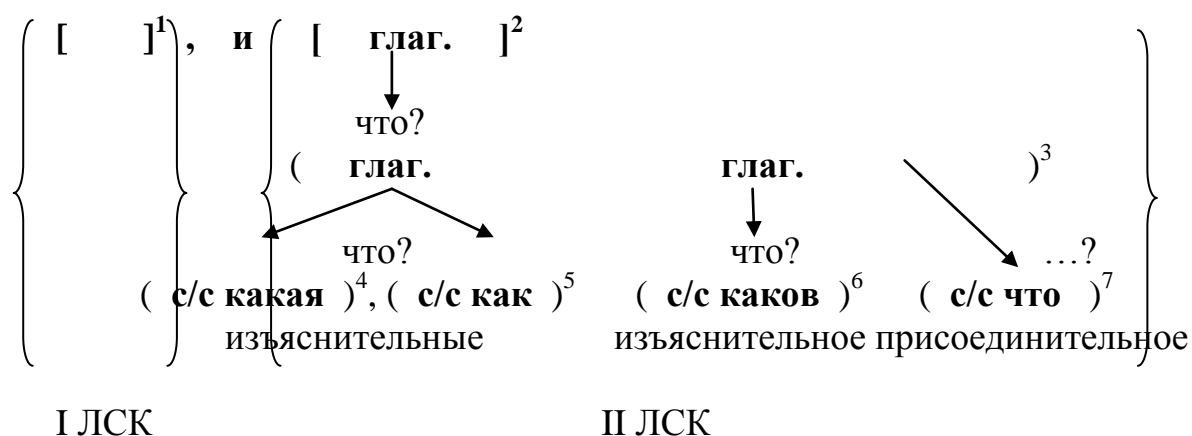 [ ]¹, и [ глаг. ]²
что?
( глаг. глаг. )³
что? что? …?
( с/с какая )⁴, ( с/с как )⁵ ( с/с каков )⁶ ( с/с что )⁷
изъяснительные изъяснительное присоединительное
I ЛСК II ЛСК